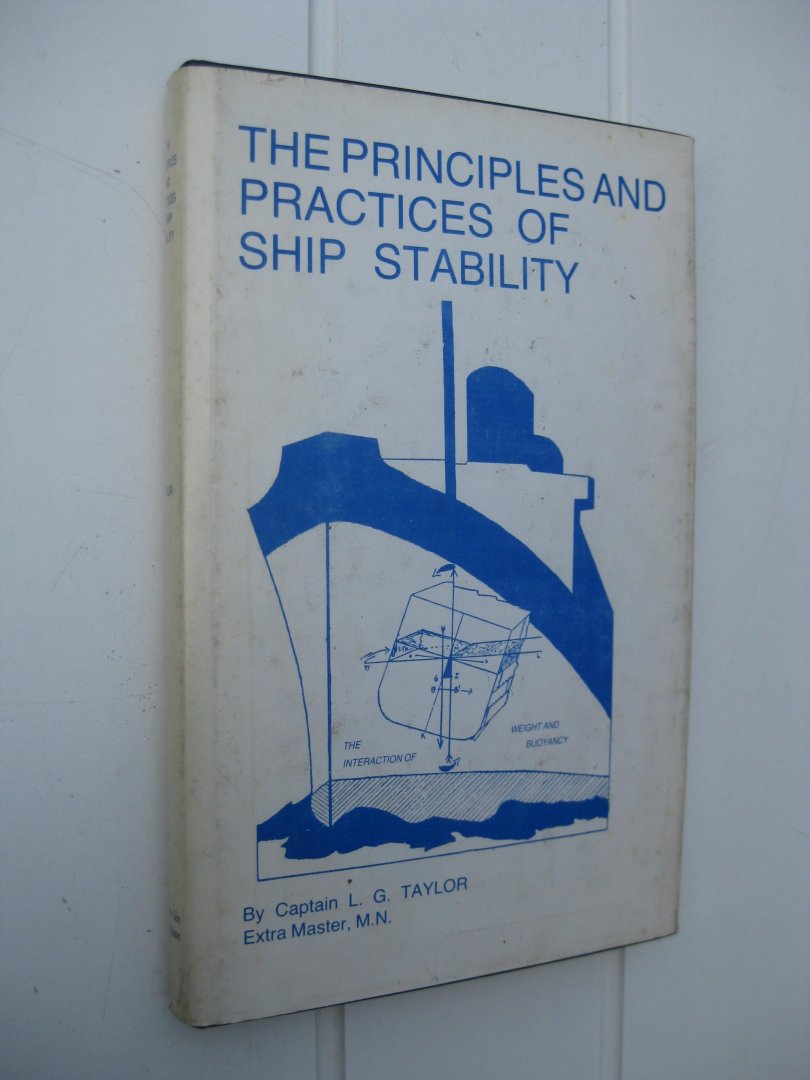 THE PRINCIPLES AND
PRACTICES OF
SHIP STABILITY
THE
INTERACTION OF
WEIGHT AND
BUOYANCY
By Captain L. G. TAYLOR
Extra Master, M.N.